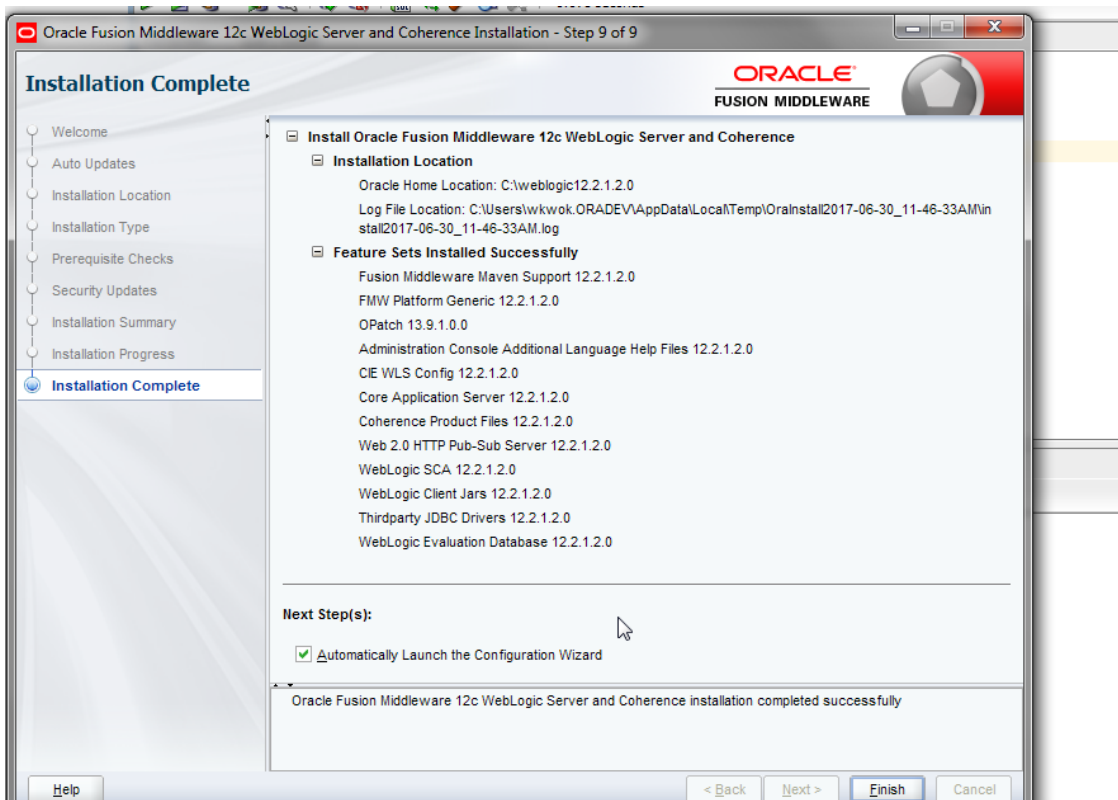 Oracle Fusion Middleware 12c WebLogic Server and Coherence Installation - Step 9 of 9
Installation Complete
ORACLE
FUSION MIDDLEWARE
Welcome
Auto Updates
Installation Location
Installation Type
Prerequisite Checks
Security Updates
Installation Summary
Installation Progress
Installation Complete
Install Oracle Fusion Middleware 12c WebLogic Server and Coherence
Installation Location
Oracle Home Location: C:\weblogic12.2.1.2.0
Log File Location: C:\Users\wkwok.ORADEV\AppData\Local\Temp\OraInstall2017-06-30_11-46-33AM\in
stall2017-06-30_11-46-33AM.log
Feature Sets Installed Successfully
Fusion Middleware Maven Support 12.2.1.2.0
FMW Platform Generic 12.2.1.2.0
OPatch 13.9.1.0.0
Administration Console Additional Language Help Files 12.2.1.2.0
CIE WLS Config 12.2.1.2.0
Core Application Server 12.2.1.2.0
Coherence Product Files 12.2.1.2.0
Web 2.0 HTTP Pub-Sub Server 12.2.1.2.0
WebLogic SCA 12.2.1.2.0
WebLogic Client Jars 12.2.1.2.0
Thirdparty JDBC Drivers 12.2.1.2.0
WebLogic Evaluation Database 12.2.1.2.0
Next Step(s):
Automatically Launch the Configuration Wizard
Oracle Fusion Middleware 12c WebLogic Server and Coherence installation completed successfully
Help
< Back
Next >
Finish
Cancel